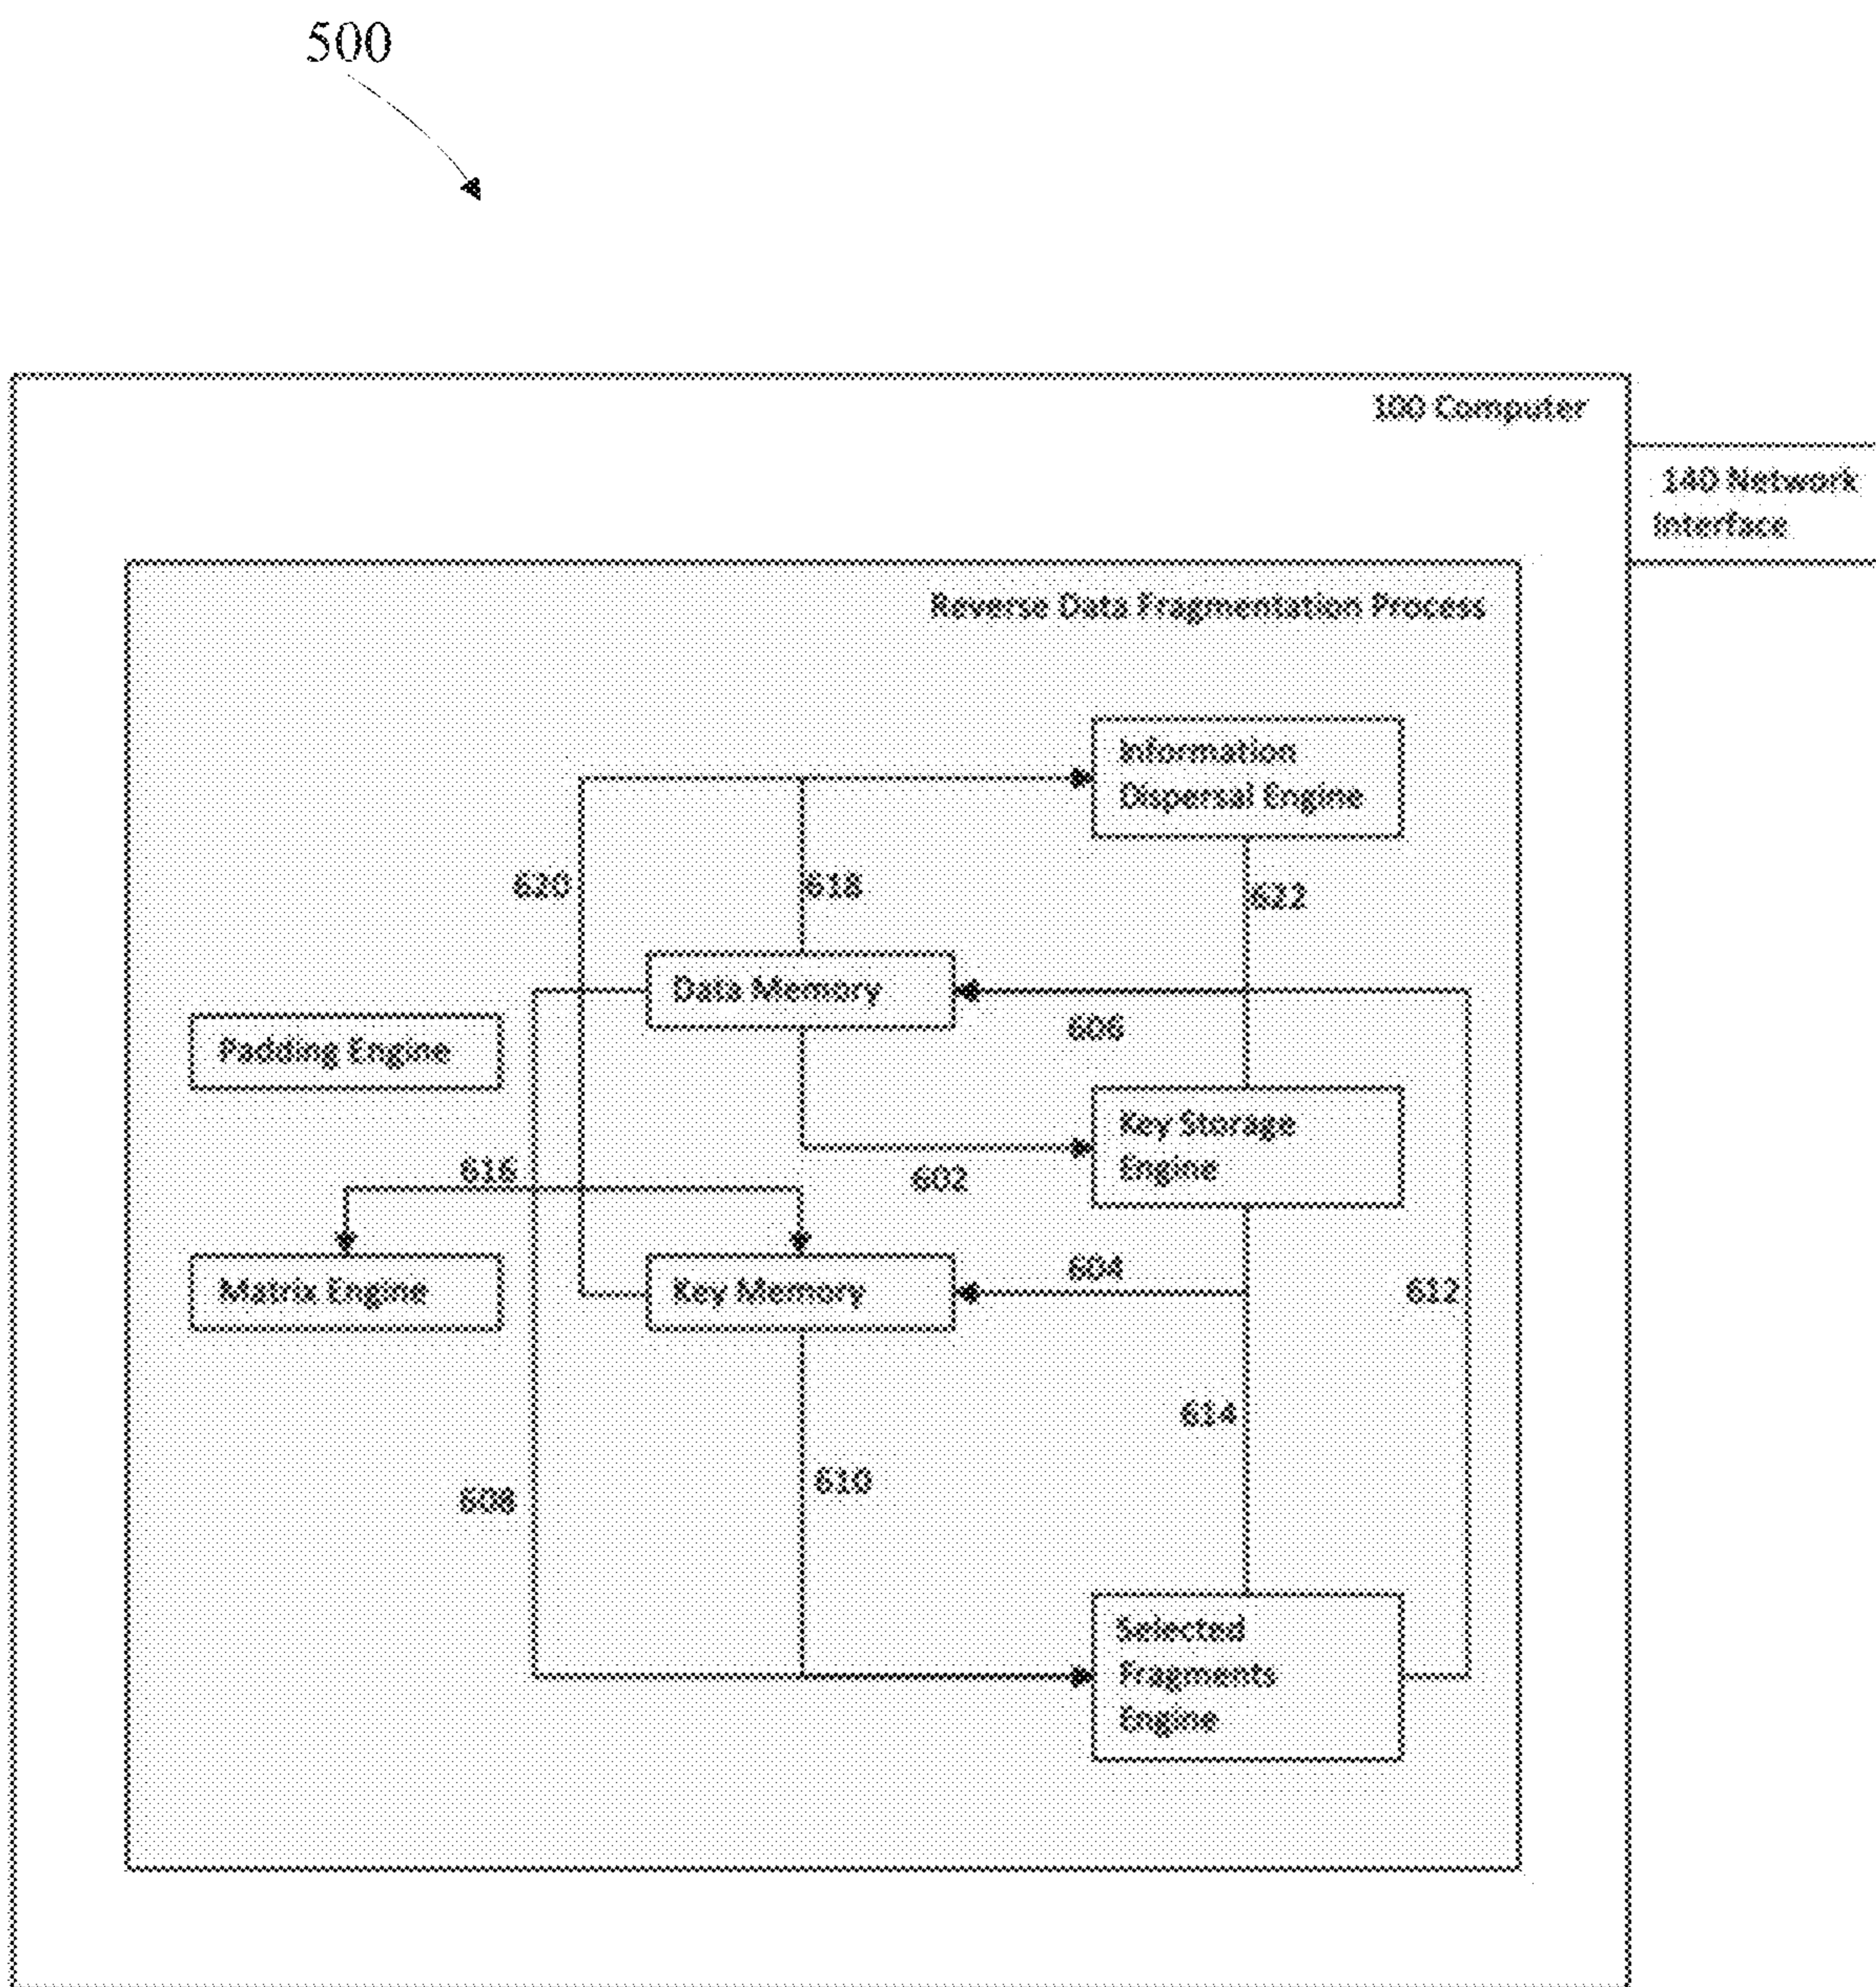 500
100 Computer
140 Network
Interface
Reverse Data Fragmentation Process
Information
Dispersal Engine
620
618
622
Data Memory
606
Padding Engine
Key Storage
Engine
616
602
604
Matrix Engine
Key Memory
612
614
610
608
Selected
Fragments
Engine